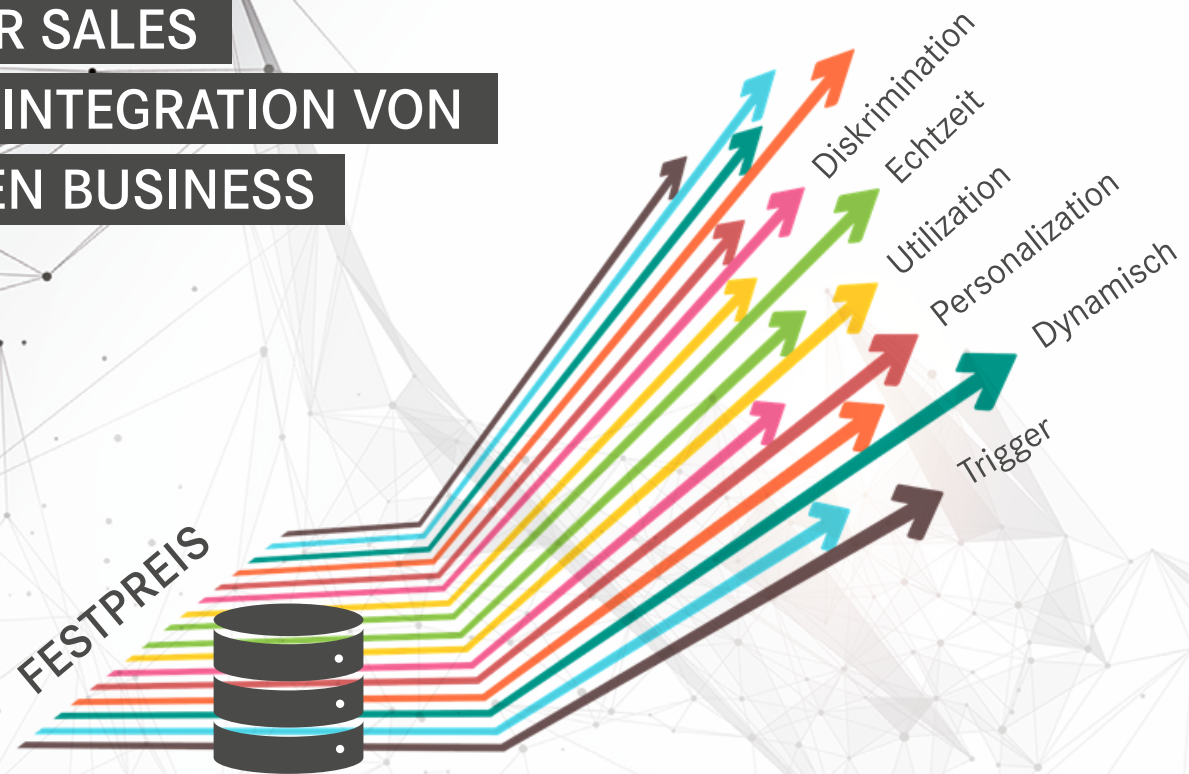 R SALES
INTEGRATION VON
EN BUSINESS
Diskrimination
Echtzeit
Utilization
Personalization
Dynamisch
Trigger
FESTPREIS